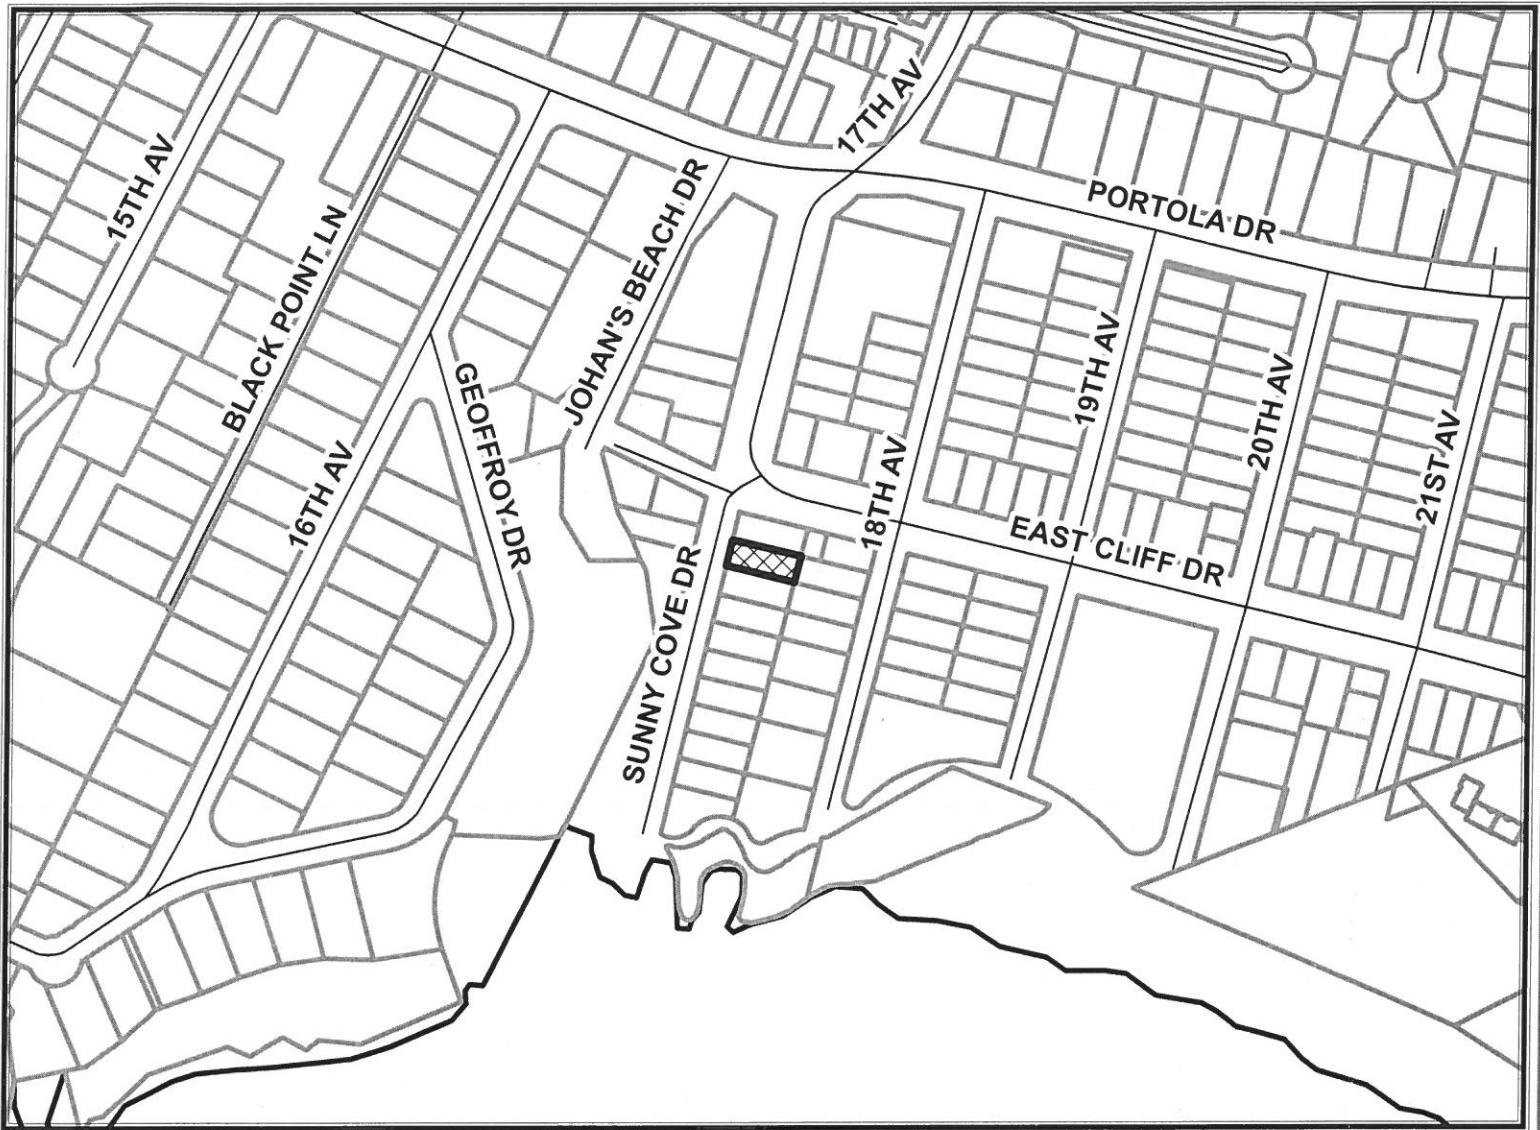 17TH AV
15TH AV
PORTOLA DR
JOHAN'S BEACH DR
BLACK POINT LN
19TH AV
20TH AV
21ST AV
GEOFFROY DR
16TH AV
18TH AV
EAST CLIFF DR
SUNNY COVE DR